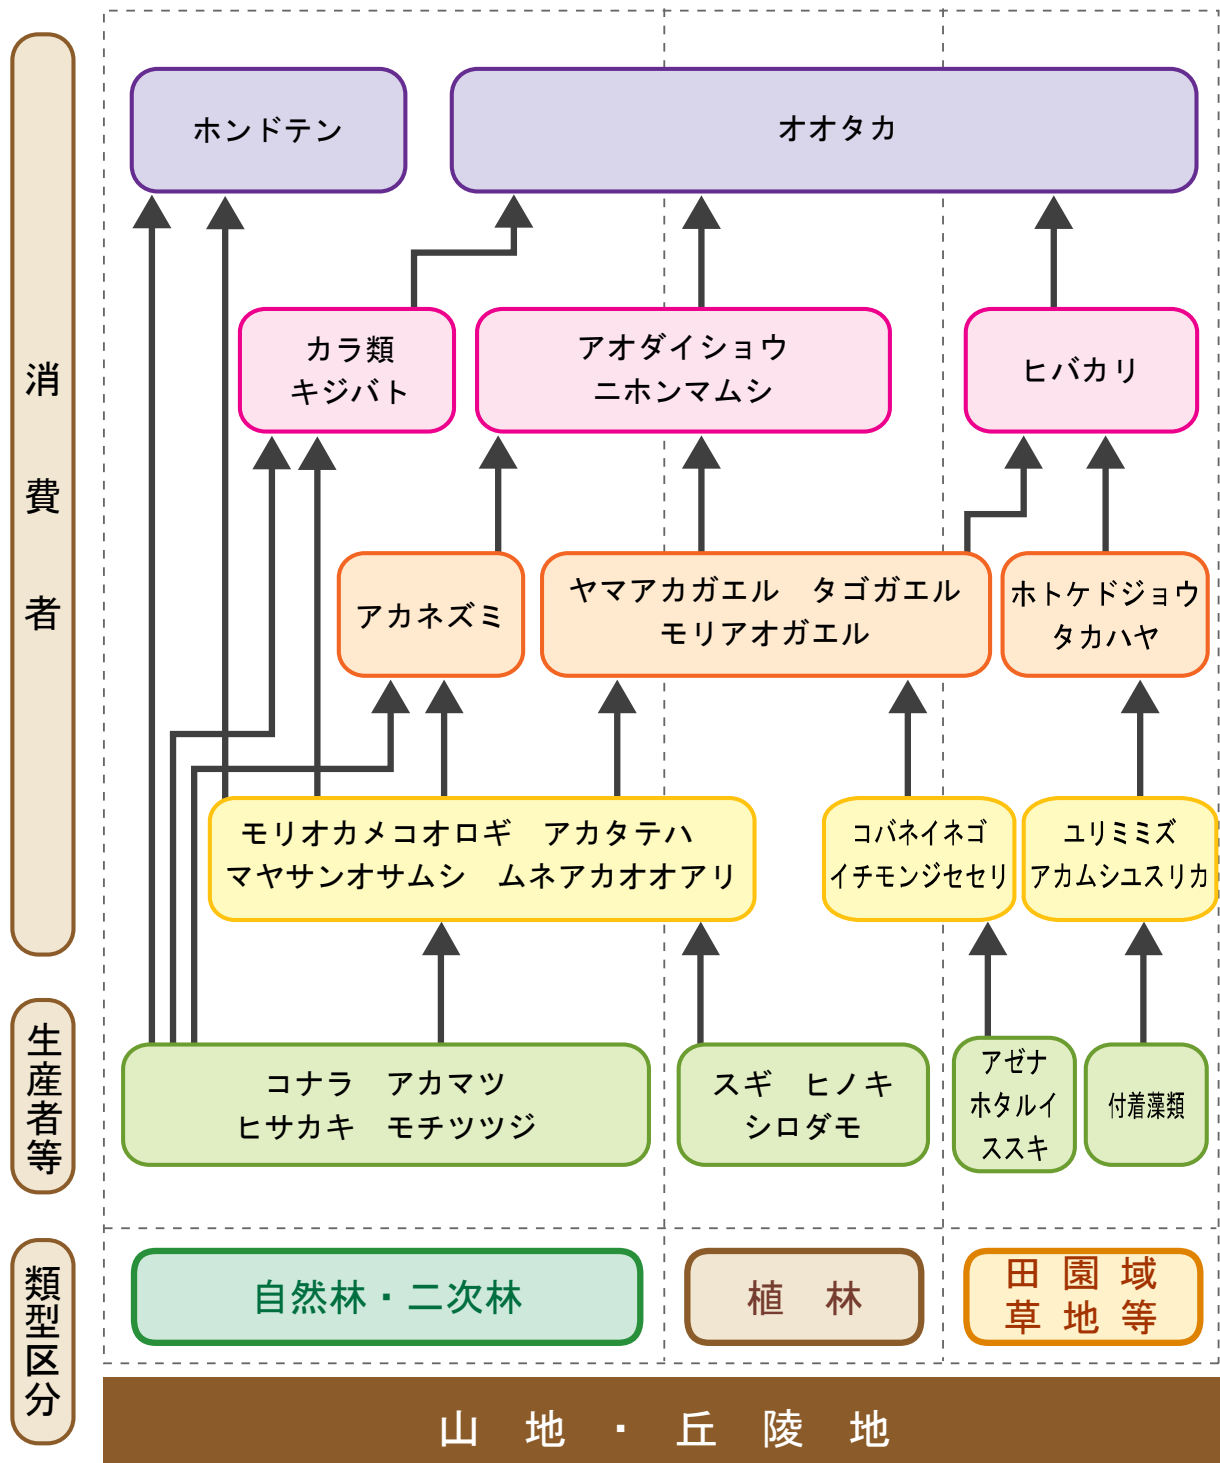 ホンドテン
オオタカ
カラ類
キジバト
アオダイショウ
ニホンマムシ
ヒバカリ
消費者
アカネズミ
ヤマアカガエル　タゴガエル
モリアオガエル
ホトケドジョウ
タカハヤ
モリオカメコオロギ　アカタテハ
マヤサンオサムシ　ムネアカオオアリ
コバネイネゴ
イチモンジセセリ
ユリミミズ
アカムシユスリカ
生産者等
コナラ　アカマツ
ヒサカキ　モチツツジ
スギ　ヒノキ
シロダモ
アゼナ
ホタルイ
ススキ
付着藻類
類型区分
自然林・二次林
植　林
田　園　域
草　地　等
山　地　・　丘　陵　地